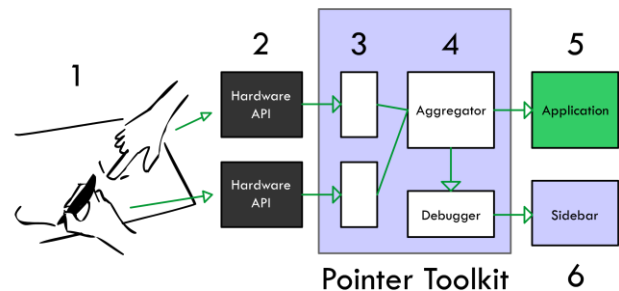 1
2
3
4
5
Hardware
API
Aggregator
Application
Hardware
API
Debugger
Sidebar
Pointer Toolkit
6